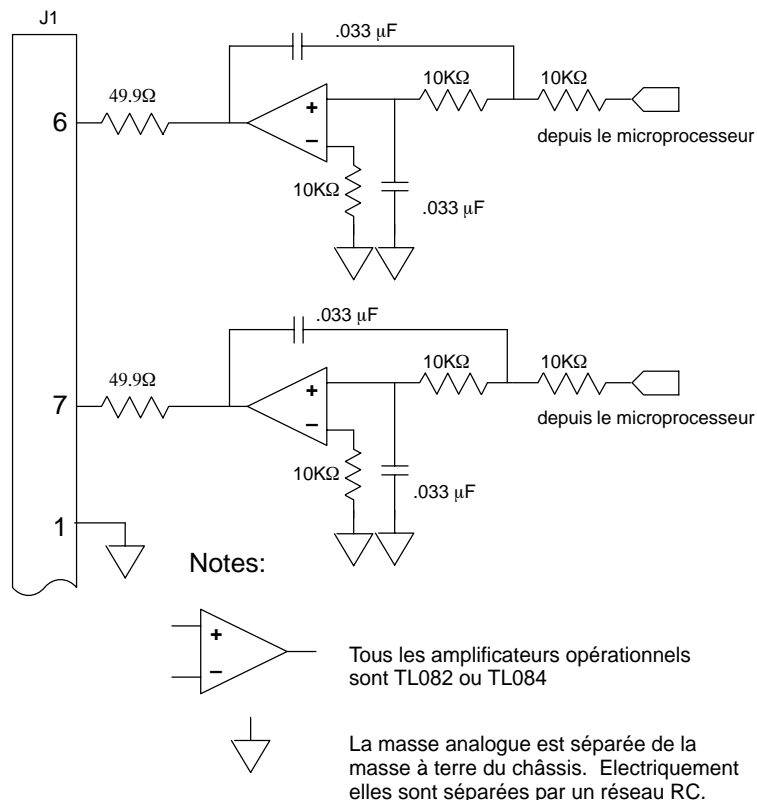 J1
.033 µF
10KΩ
10KΩ
49.9Ω
6
+
–
depuis le microprocesseur
10KΩ
.033 µF
.033 µF
10KΩ
10KΩ
49.9Ω
7
+
–
depuis le microprocesseur
10KΩ
.033 µF
1
Notes:
+
–
Tous les amplificateurs opérationnels
sont TL082 ou TL084
La masse analogue est séparée de la
masse à terre du châssis. Electriquement
elles sont séparées par un réseau RC.